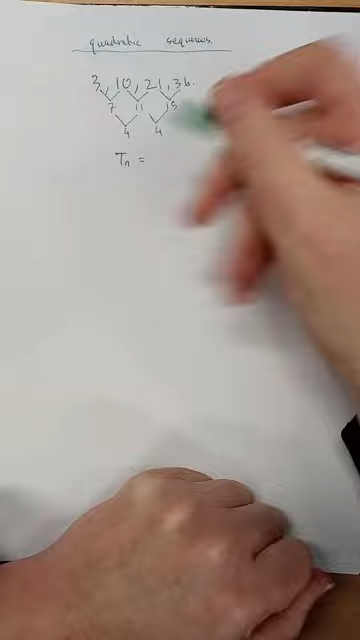 quadratic sequences.
3, 10, 21, 36.
7 11 15
4 4
Tn =